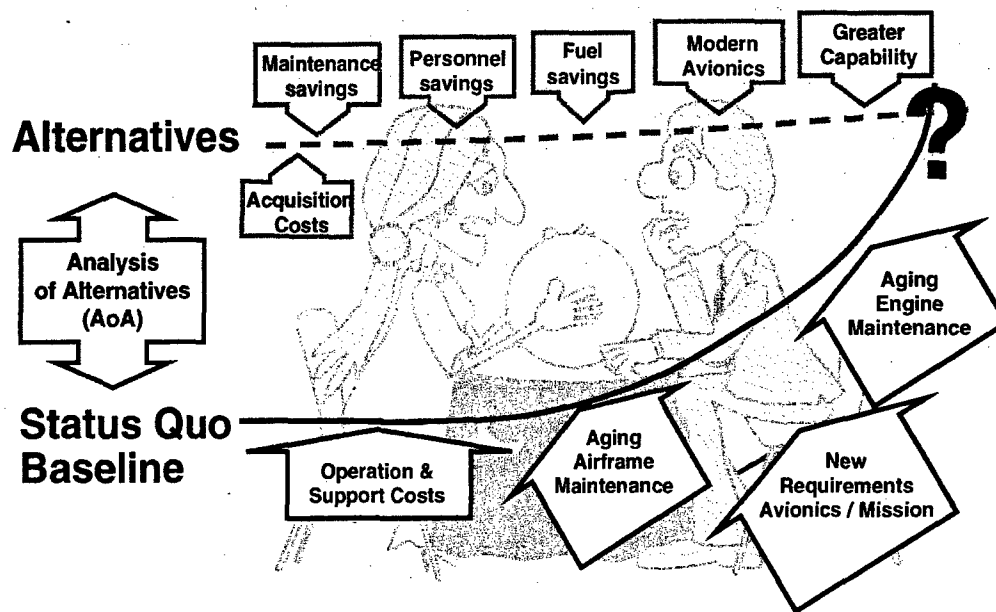 Maintenance
savings
Personnel
savings
Fuel
savings
Modern
Avionics
Greater
Capability
Alternatives
?
Acquisition
Costs
Analysis
of Alternatives
(AoA)
Aging
Engine
Maintenance
Status Quo
Baseline
Operation &
Support Costs
Aging
Airframe
Maintenance
New
Requirements
Avionics / Mission